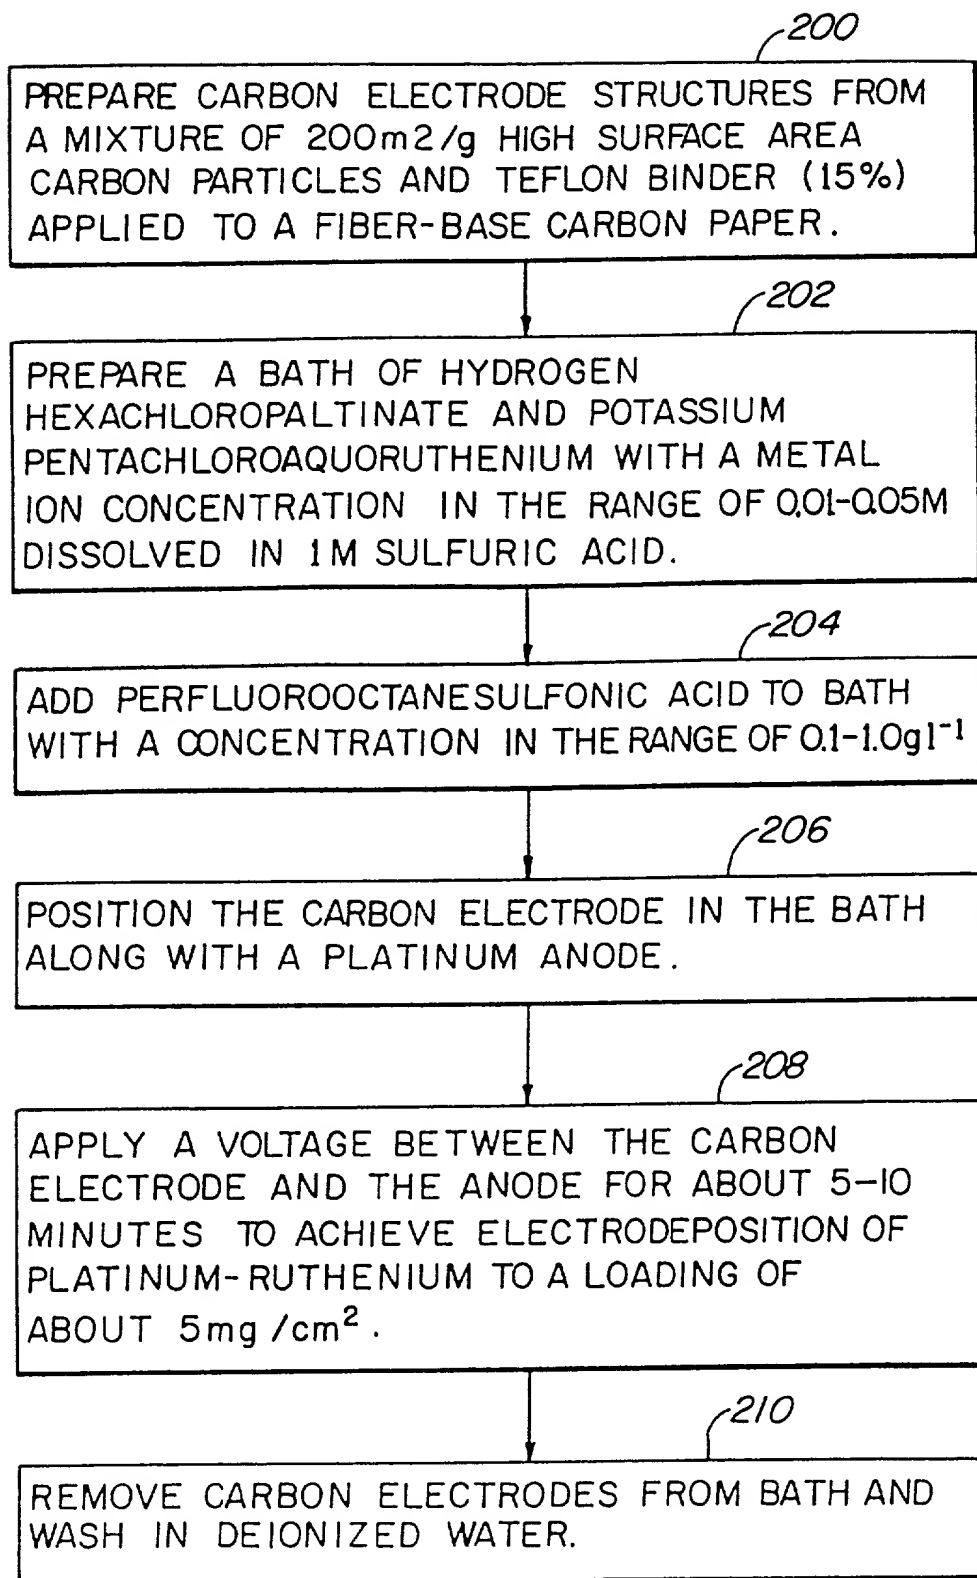 200
PREPARE CARBON ELECTRODE STRUCTURES FROM
A MIXTURE OF 200m2/g HIGH SURFACE AREA
CARBON PARTICLES AND TEFLON BINDER (15%)
APPLIED TO A FIBER-BASE CARBON PAPER.
202
PREPARE A BATH OF HYDROGEN
HEXACHLOROPALTINATE AND POTASSIUM
PENTACHLOROAQUORUTHENIUM WITH A METAL
ION CONCENTRATION IN THE RANGE OF 0.01-0.05M
DISSOLVED IN 1M SULFURIC ACID.
204
ADD PERFLUOROOCTANESULFONIC ACID TO BATH
WITH A CONCENTRATION IN THE RANGE OF 0.1-1.0gl⁻¹
206
POSITION THE CARBON ELECTRODE IN THE BATH
ALONG WITH A PLATINUM ANODE.
208
APPLY A VOLTAGE BETWEEN THE CARBON
ELECTRODE AND THE ANODE FOR ABOUT 5-10
MINUTES TO ACHIEVE ELECTRODEPOSITION OF
PLATINUM-RUTHENIUM TO A LOADING OF
ABOUT 5mg/cm².
210
REMOVE CARBON ELECTRODES FROM BATH AND
WASH IN DEIONIZED WATER.